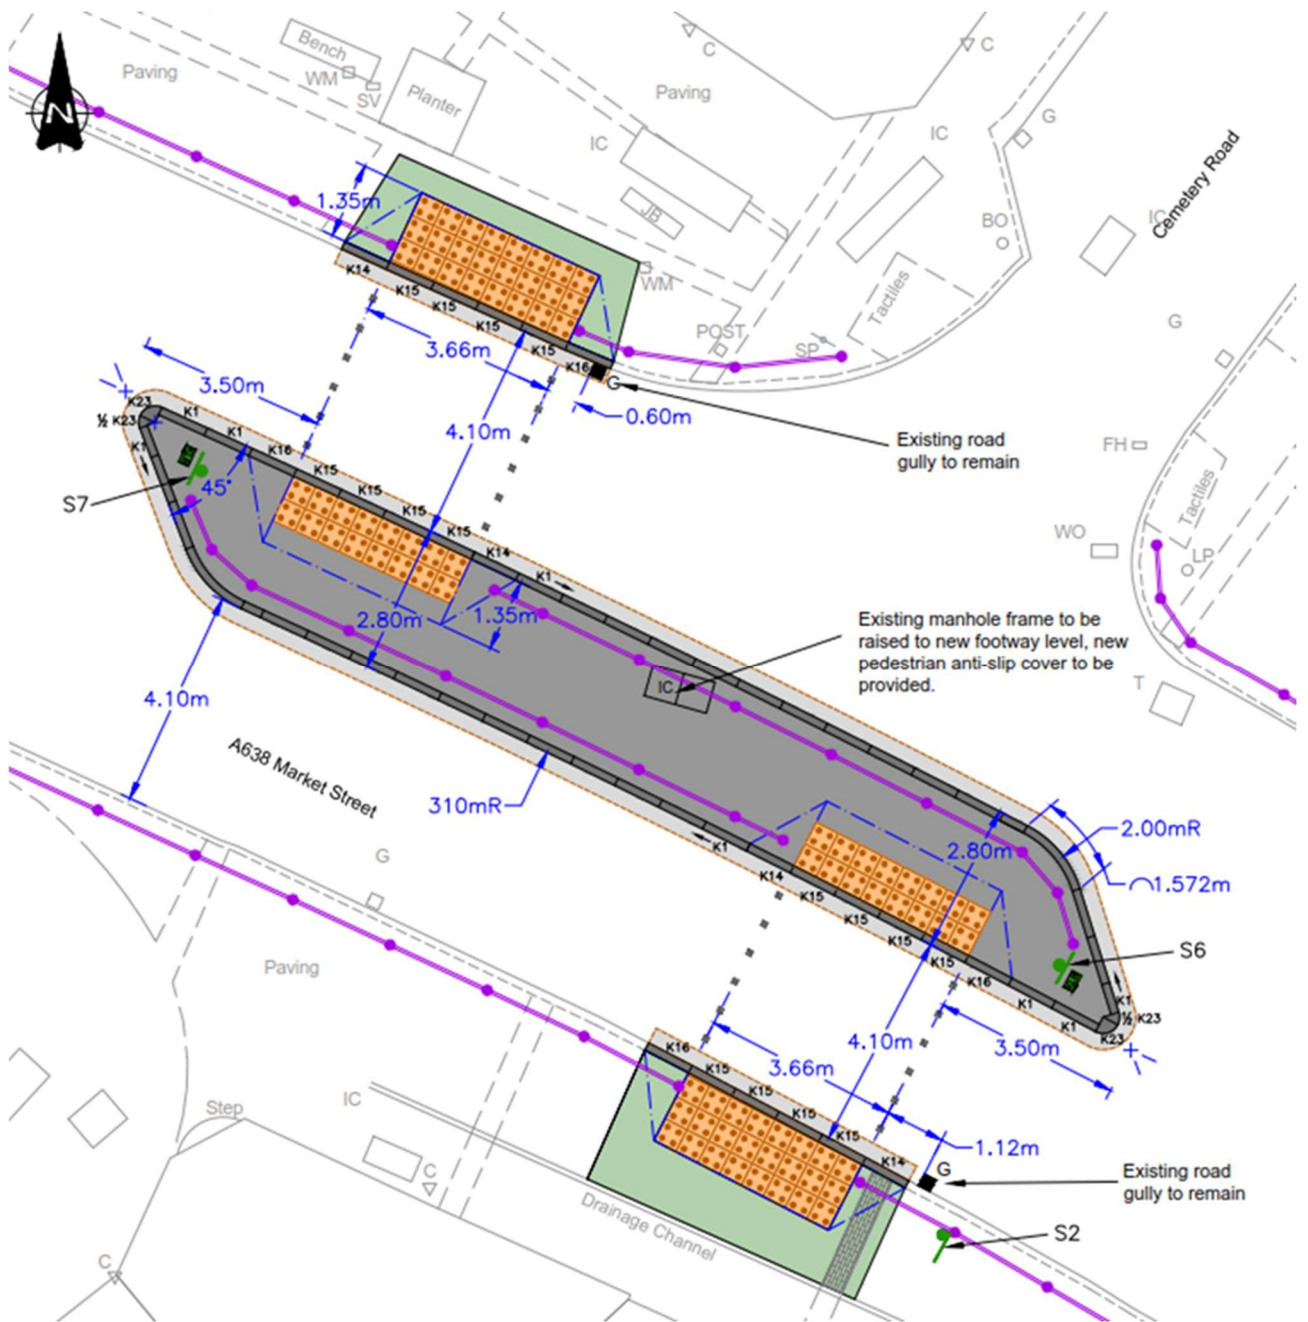 N
Paving
Bench
WM
SV
Planter
C
Paving
C
IC
IC
G
JB
BO
IC
Cemetery Road
1.35m
K14
K15
K15
K15
K15
K16
WM
G
POST
SP
Tactiles
G
3.66m
0.60m
3.50m
4.10m
Existing road
gully to remain
K23
½ K23
K1
K1
K1
K16
K15
K15
K15
K15
K14
K1
S7
45°
FH
Tactiles
WO
LP
T
2.80m
1.35m
IC
Existing manhole frame to be
raised to new footway level, new
pedestrian anti-slip cover to be
provided.
4.10m
A638 Market Street
310mR
G
Paving
K1
K14
K15
K15
K15
K16
K1
K1
K1
½ K23
K23
2.80m
2.00mR
1.572m
S6
4.10m
3.50m
3.66m
1.12m
K16
K15
K15
K15
K15
K14
G
Existing road
gully to remain
S2
Step
IC
C
C
Drainage Channel